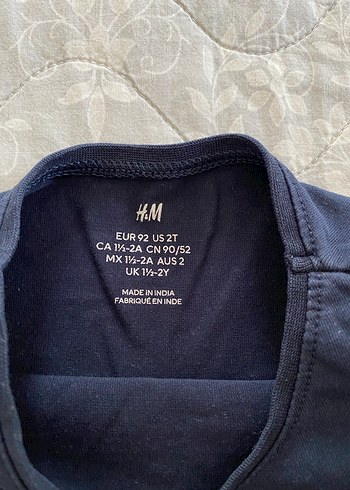 H&M
EUR 92 US 2T
CA 1½-2A CN 90/52
MX 1½-2A AUS 2
UK 1½-2Y
MADE IN INDIA
FABRIQUÉ EN INDE